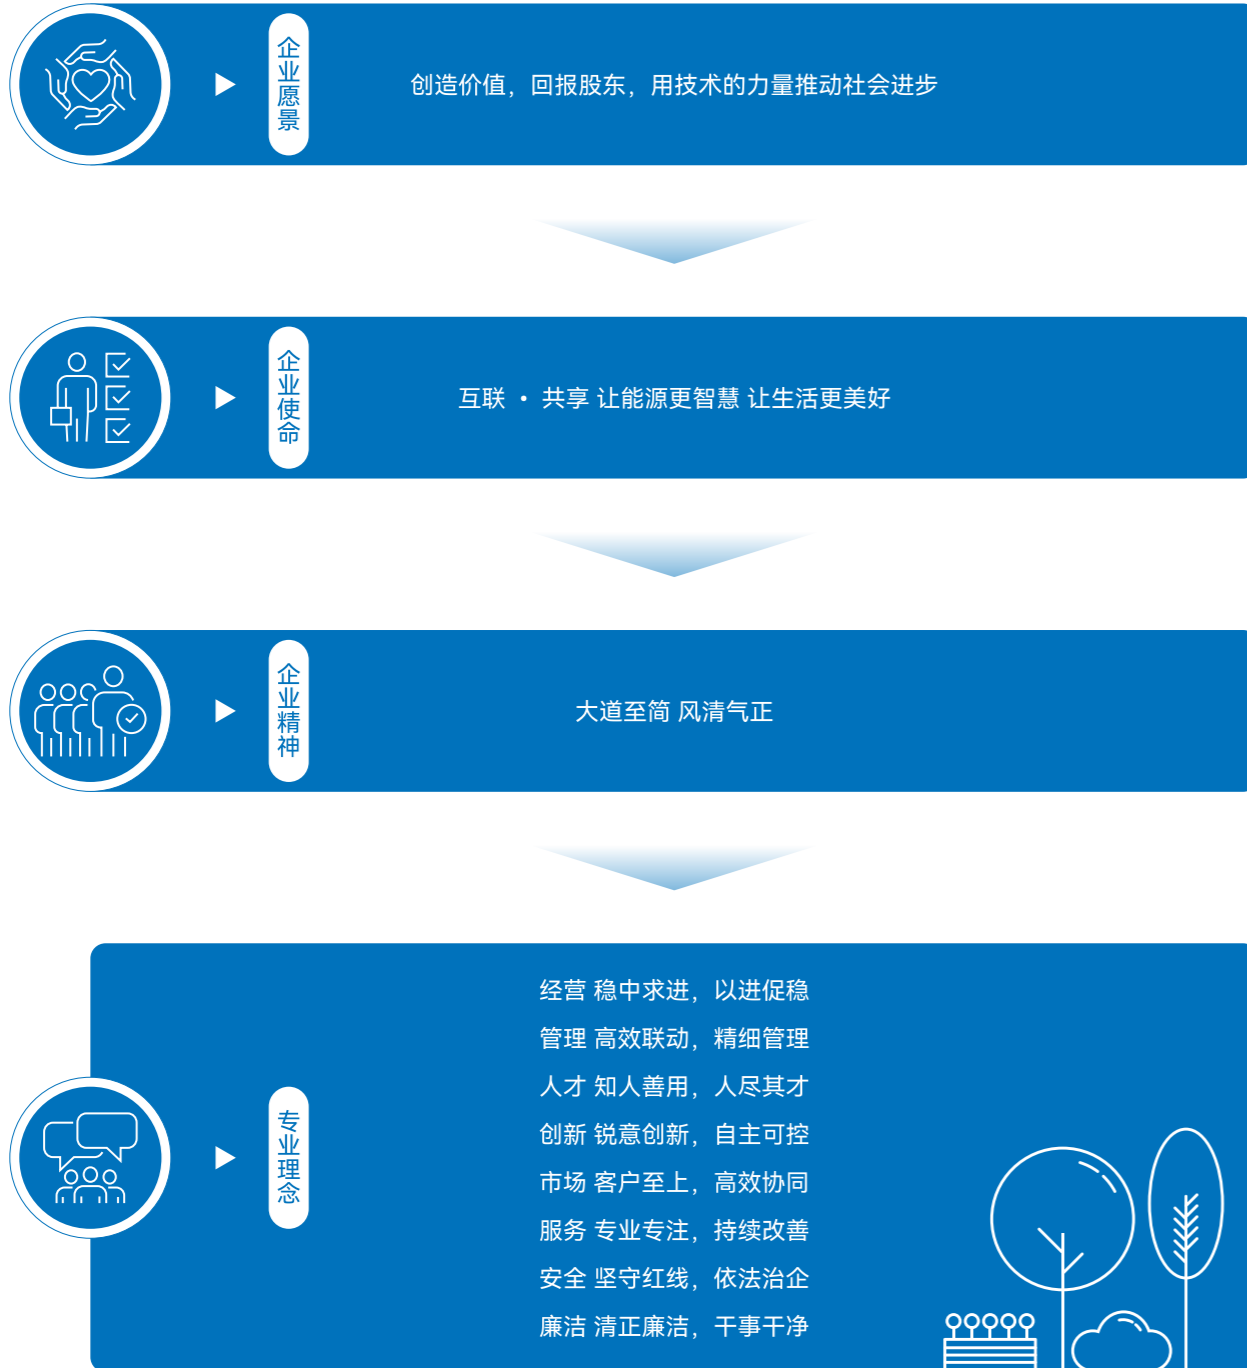 企业愿景
创造价值，回报股东，用技术的力量推动社会进步
企业使命
互联 · 共享 让能源更智慧 让生活更美好
企业精神
大道至简 风清气正
专业理念
经营 稳中求进，以进促稳
管理 高效联动，精细管理
人才 知人善用，人尽其才
创新 锐意创新，自主可控
市场 客户至上，高效协同
服务 专业专注，持续改善
安全 坚守红线，依法治企
廉洁 清正廉洁，干事干净